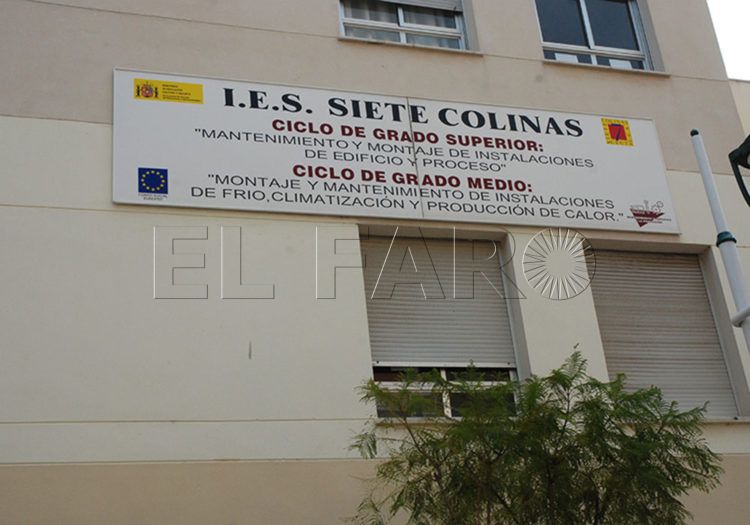 I.E.S. SIETE COLINAS
CICLO DE GRADO SUPERIOR:
"MANTENIMIENTO Y MONTAJE DE INSTALACIONES
DE EDIFICIO Y PROCESO"
CICLO DE GRADO MEDIO:
"MONTAJE Y MANTENIMIENTO DE INSTALACIONES
DE FRIO,CLIMATIZACIÓN Y PRODUCCIÓN DE CALOR."
EL FARO